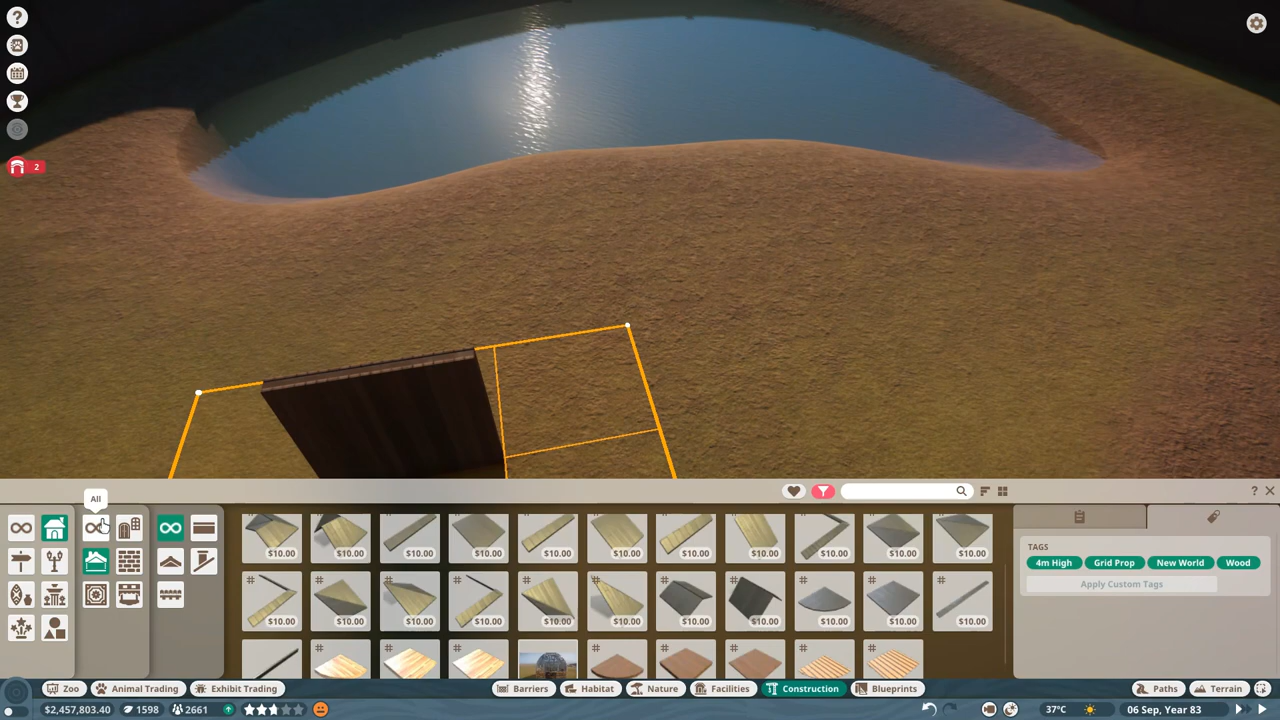 ?
2
All
$10.00 $10.00 $10.00 $10.00 $10.00 $10.00 $10.00 $10.00 $10.00 $10.00 $10.00
$10.00 $10.00 $10.00 $10.00 $10.00 $10.00 $10.00 $10.00 $10.00 $10.00 $10.00
?
TAGS
4m High Grid Prop New World Wood
Apply Custom Tags
Zoo Animal Trading Exhibit Trading Barriers Habitat Nature Facilities Construction Blueprints Paths Terrain
$2,457,803.40 1598 2661 37°C 06 Sep, Year 83